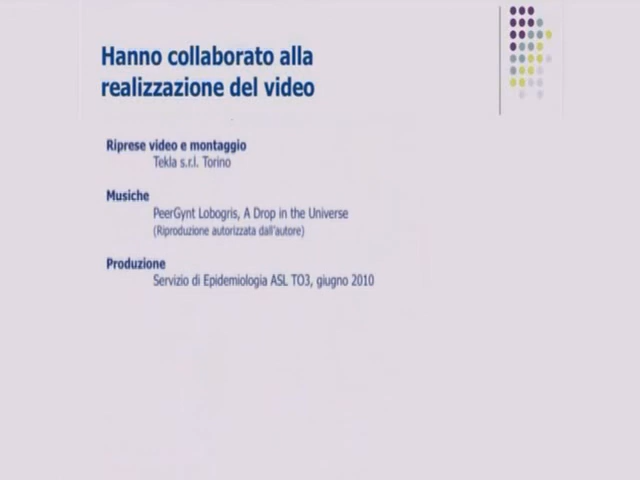 Hanno collaborato alla
realizzazione del video
Riprese video e montaggio
Tekla s.r.l. Torino
Musiche
PeerGynt Lobogris, A Drop in the Universe
(Riproduzione autorizzata dall'autore)
Produzione
Servizio di Epidemiologia ASL TO3, giugno 2010